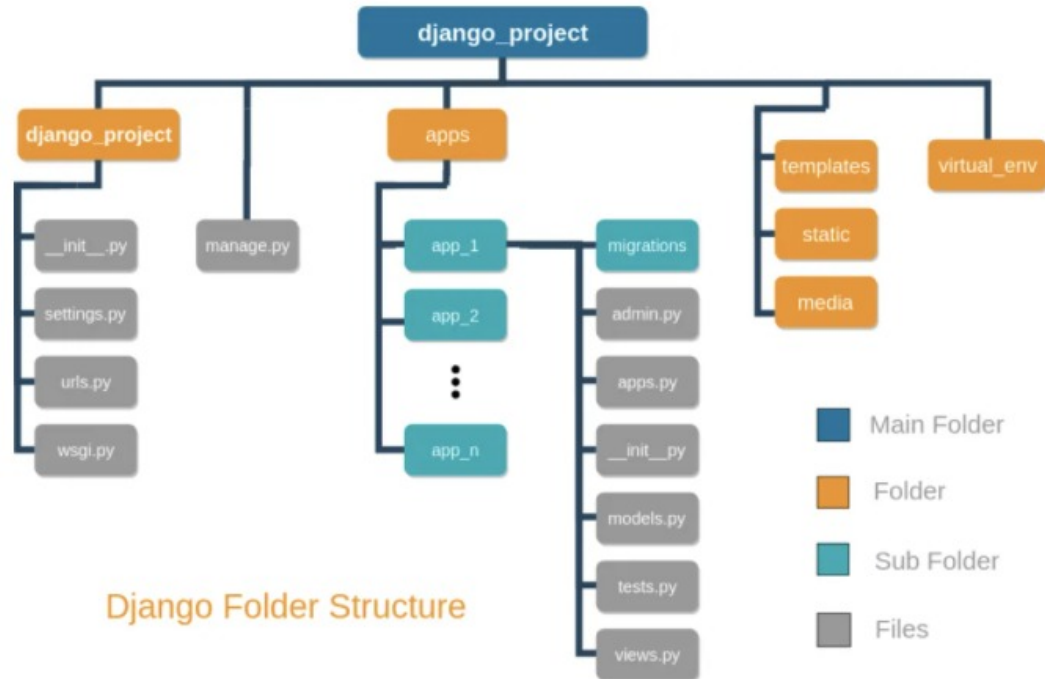 django_project
django_project
apps
templates
virtual_env
static
media
__init__.py
manage.py
settings.py
urls.py
wsgi.py
app_1
app_2
app_n
migrations
admin.py
apps.py
__init__py
models.py
tests.py
views.py
Main Folder
Folder
Sub Folder
Files
Django Folder Structure